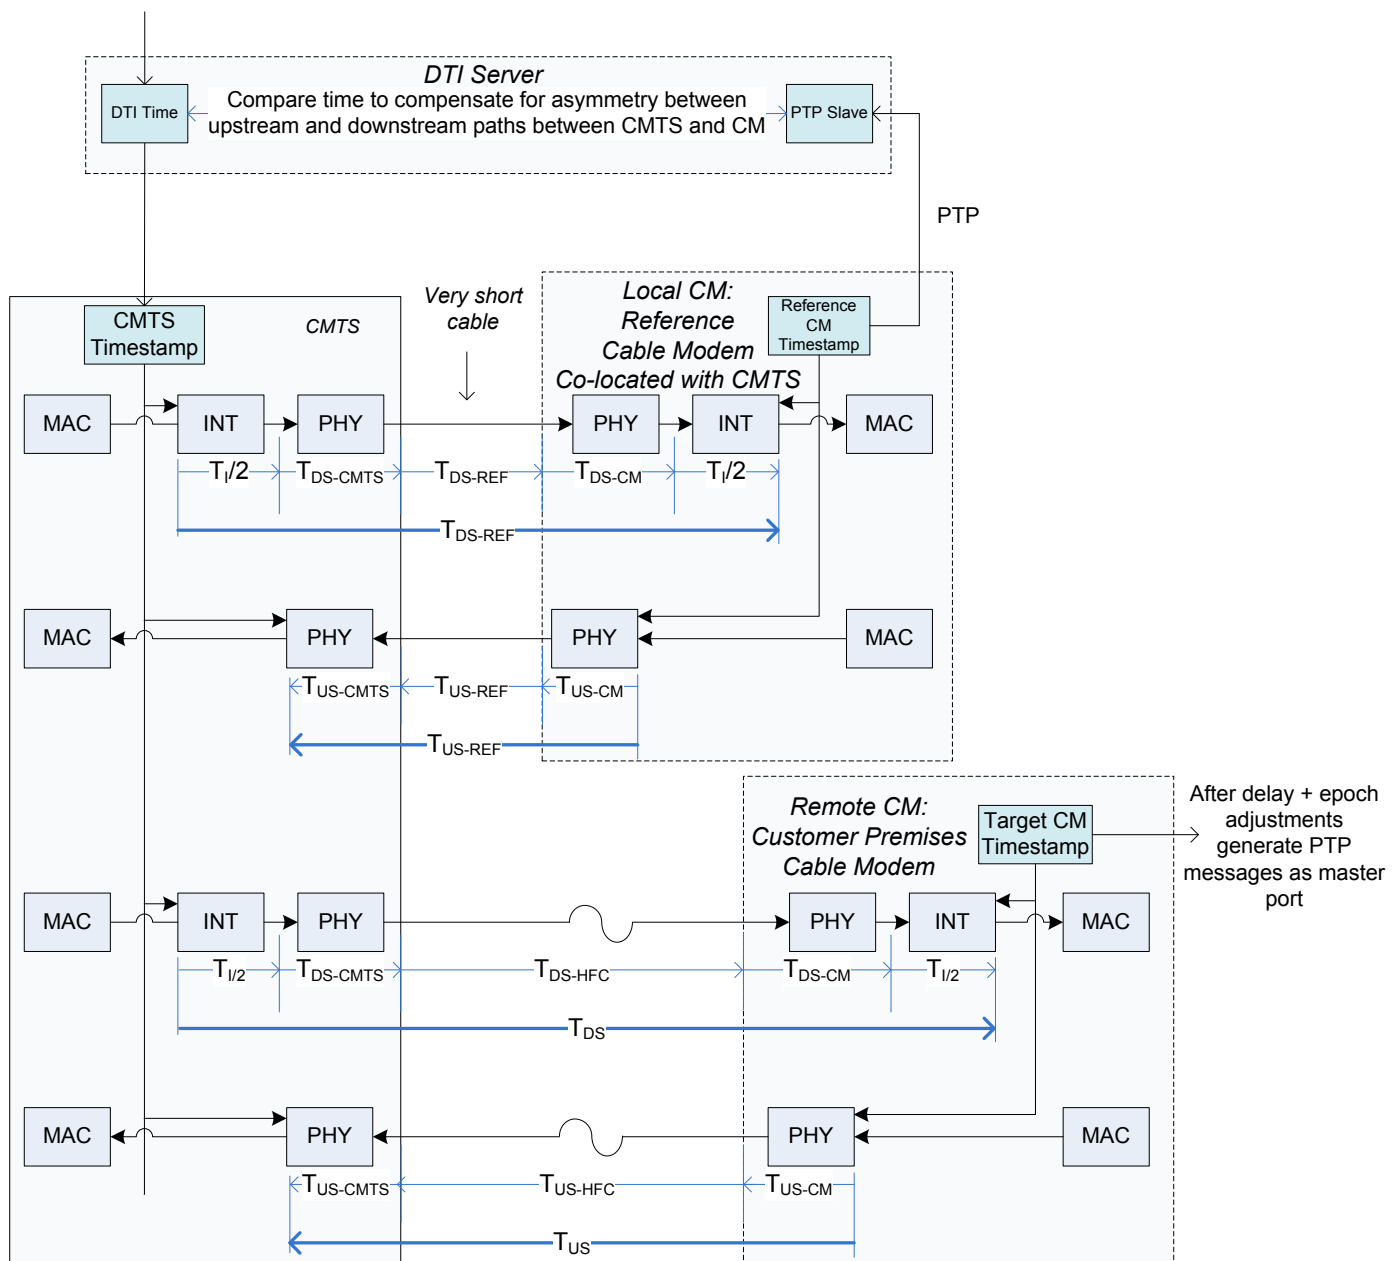 DTI Server
DTI Time
Compare time to compensate for asymmetry between
upstream and downstream paths between CMTS and CM
PTP Slave
PTP
CMTS
Timestamp
CMTS
Very short
cable
Local CM:
Reference
Cable Modem
Co-located with CMTS
Reference
CM
Timestamp
MAC
INT
PHY
PHY
INT
MAC
TI/2
TDS-CMTS
TDS-REF
TDS-CM
TI/2
TDS-REF
MAC
PHY
PHY
MAC
TUS-CMTS
TUS-REF
TUS-CM
TUS-REF
Remote CM:
Customer Premises
Cable Modem
Target CM
Timestamp
After delay + epoch
adjustments
generate PTP
messages as master
port
MAC
INT
PHY
PHY
INT
MAC
TI/2
TDS-CMTS
TDS-HFC
TDS-CM
TI/2
TDS
MAC
PHY
PHY
MAC
TUS-CMTS
TUS-HFC
TUS-CM
TUS